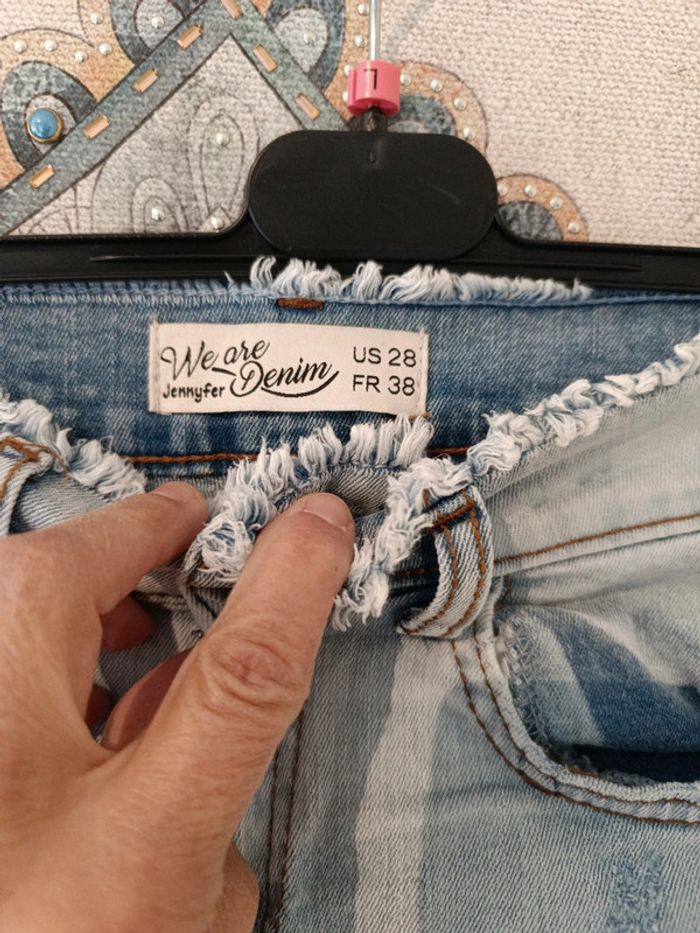 L
We are
Denim
Jennyfer
US 28
FR 38